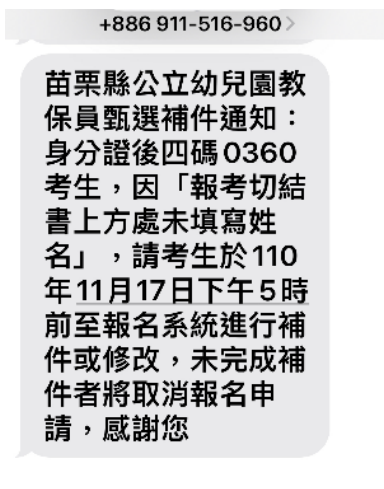 +886 911-516-960
苗栗縣公立幼兒園教
保員甄選補件通知：
身分證後四碼0360
考生，因「報考切結
書上方處未填寫姓
名」，請考生於110
年11月17日下午5時
前至報名系統進行補
件或修改，未完成補
件者將取消報名申
請，感謝您